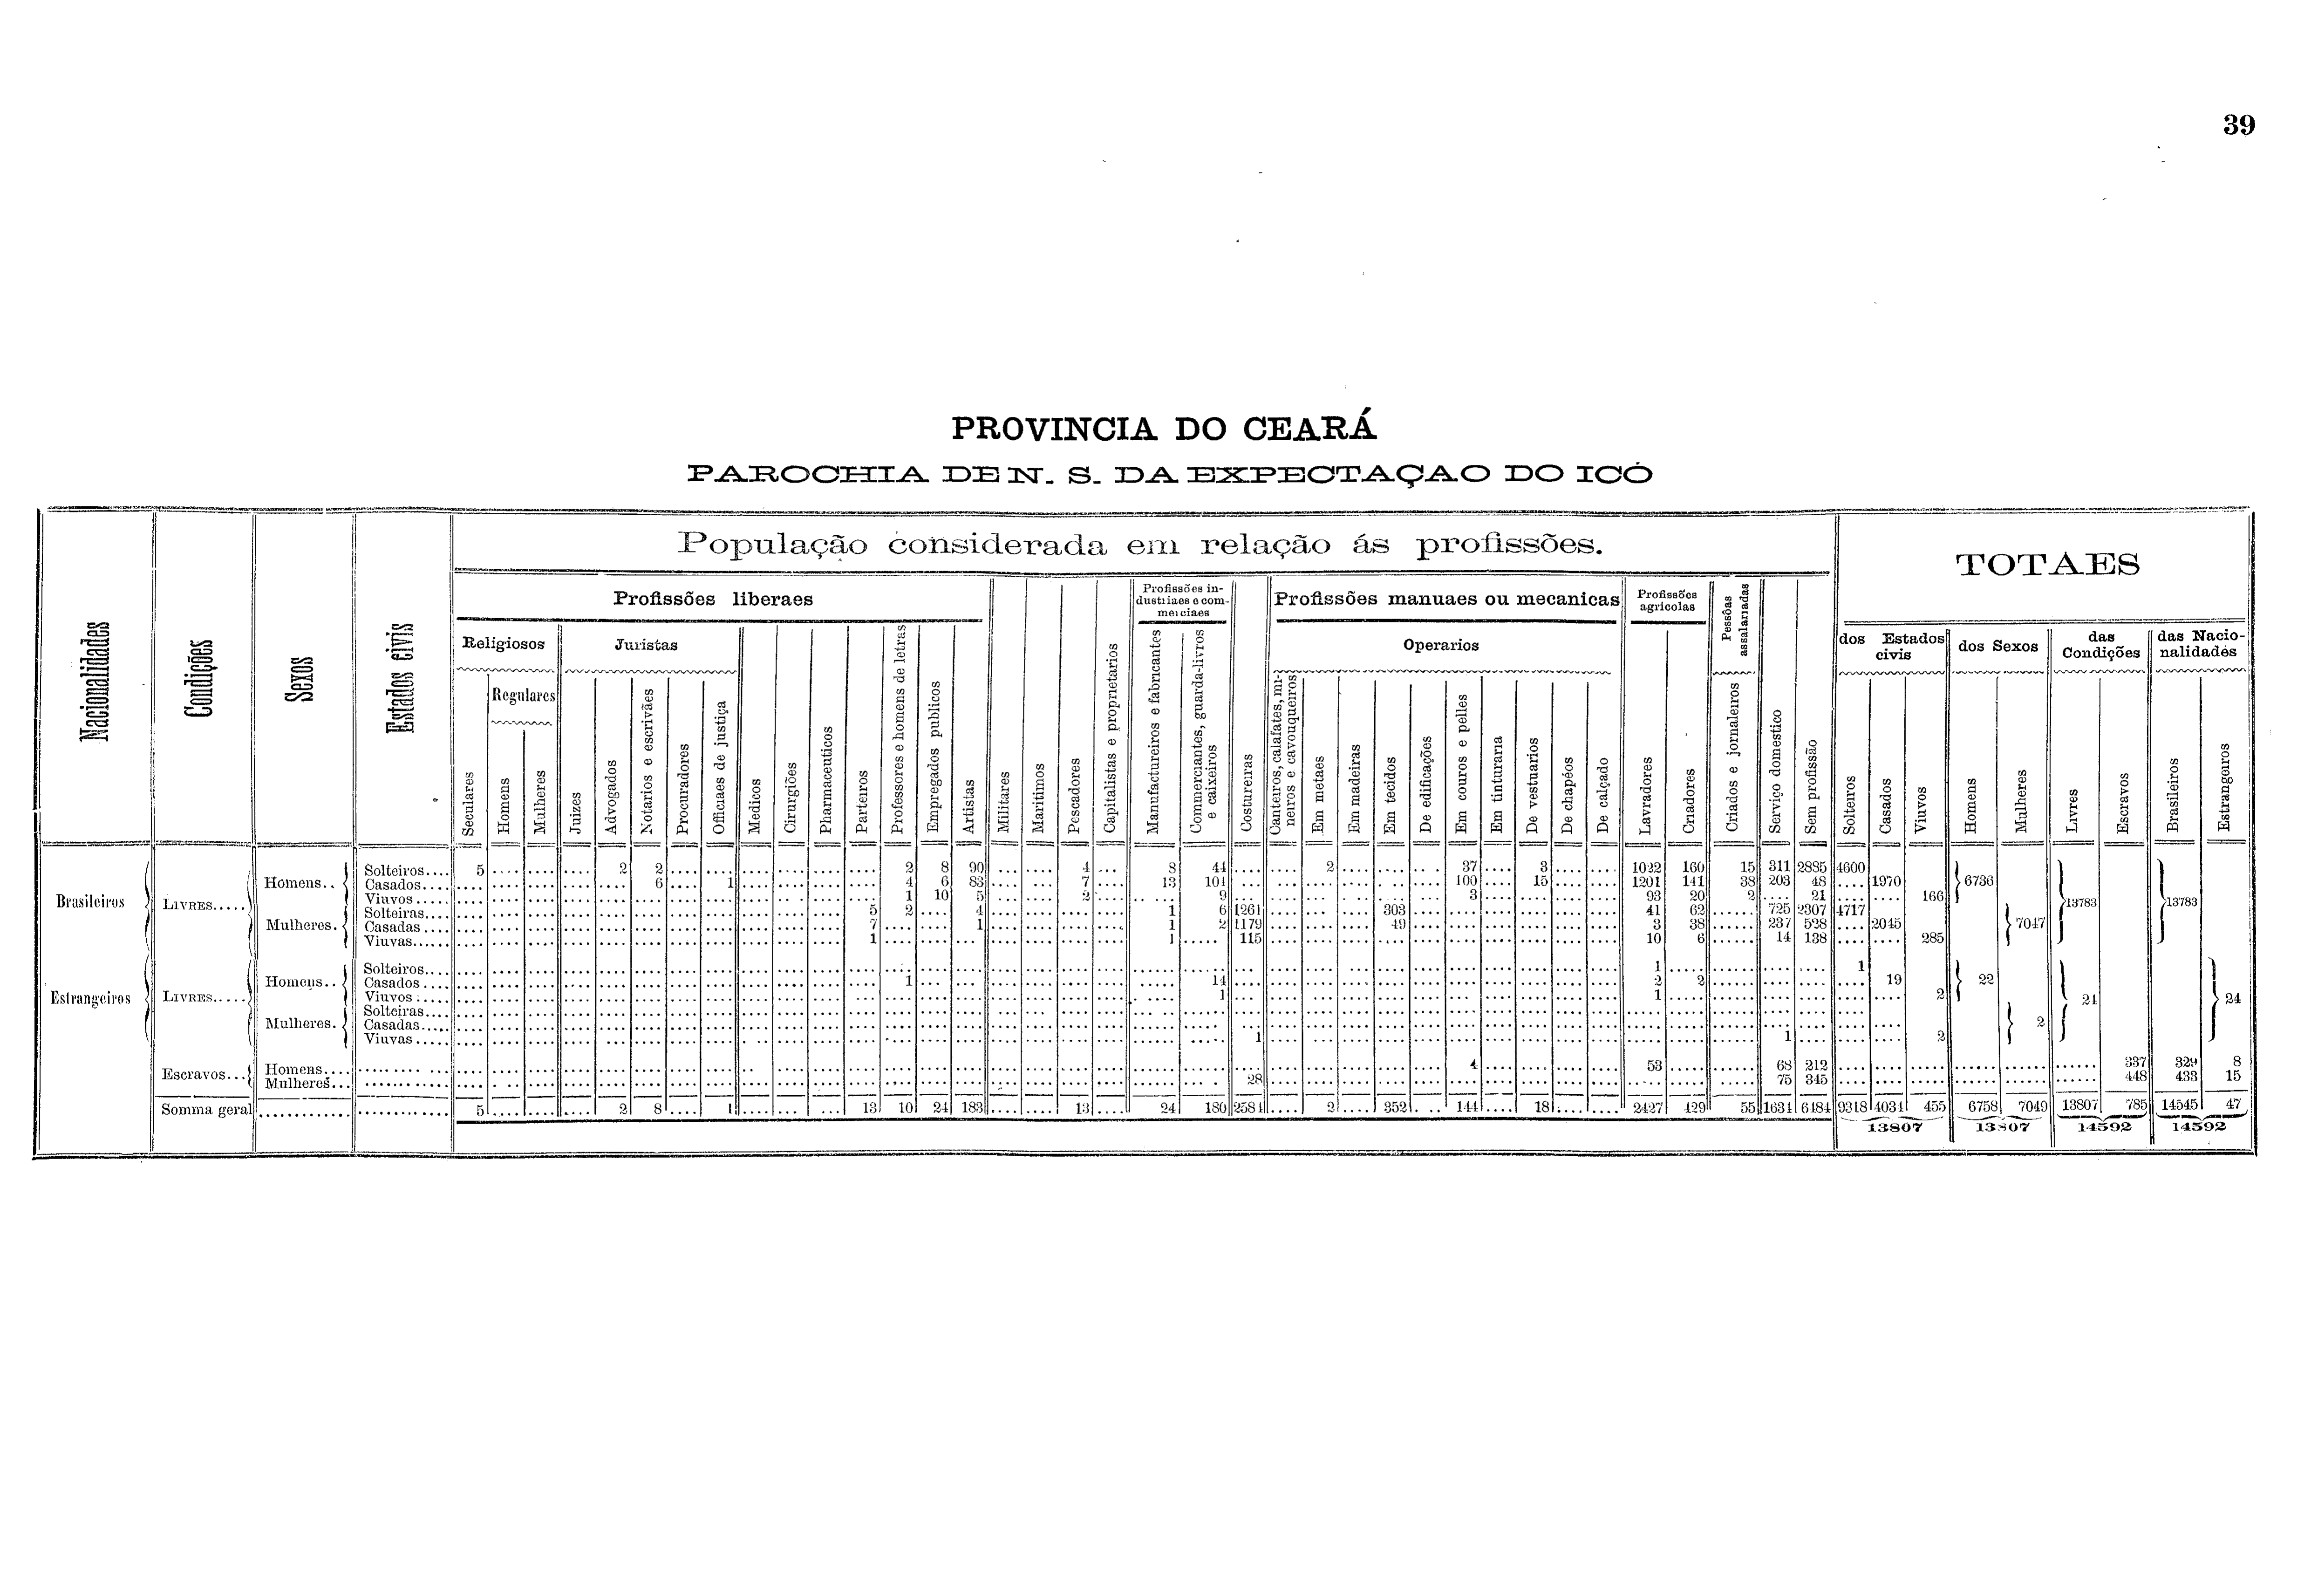 39
PROVINCIA DO CEARÁ
PAROCHIA DE N. S. DA EXPECTAÇAO DO ICÓ
Nacionalidades
Condições
Sexos
Estados civis
População considerada em relação ás profissões.
TOTAES
Profissões liberaes
Profissões industriaes e commerciaes
Profissões manuaes ou mecanicas
Profissões agricolas
Pessôas assalariadas
Religiosos
Juristas
Operarios
dos Estados civis
dos Sexos
das Condições
das Nacionalidades
Regulares
Seculares
Homens
Mulheres
Juizes
Advogados
Notarios e escrivães
Procuradores
Officiaes de justiça
Medicos
Cirurgiões
Pharmaceuticos
Parteiros
Professores e homens de letras
Empregados publicos
Artistas
Militares
Maritimos
Pescadores
Capitalistas e proprietarios
Manufactureiros e fabricantes
Commerciantes, guarda-livros e caixeiros
Costureiras
Canteiros, calafates, mineiros e cavouqueiros
Em metaes
Em madeiras
Em tecidos
De edificações
Em couros e pelles
Em tinturaria
De vestuarios
De chapéos
De calçado
Lavradores
Criadores
Criados e jornaleiros
Serviço domestico
Sem profissão
Solteiros
Casados
Viuvos
Homens
Mulheres
Livres
Escravos
Brasileiros
Estrangeiros
Brasileiros LIVRES..... Homens.. Solteiros.... 5 2 2 2 8 90 4 8 44 2 37 3 1022 160 15 311 2885 4600 6736 13783 13783
Casados.... 6 1 4 6 83 7 13 104 100 15 1201 141 38 203 48 1970
Viuvos..... 1 10 5 2 9 3 93 20 2 21 166
Mulheres. Solteiras.... 5 2 4 1 6 1261 303 41 62 725 2307 4717 7047
Casadas.... 7 1 1 2 1179 49 3 38 237 528 2045
Viuvas..... 1 1 115 10 6 14 138 285
Estrangeiros LIVRES..... Homens.. Solteiros.... 1 1 22 24 24
Casados.... 1 14 2 2 19
Viuvos..... 1 1 2
Mulheres. Solteiras.... 2
Casadas.....
Viuvas..... 1 1 2
Escravos... Homens.... 4 53 68 212 337 329 8
Mulheres... 28 75 345 448 433 15
Somma geral 5 2 8 1 13 10 24 183 13 24 180 2584 2 352 144 18 2427 429 55 1634 6484 9318 4034 455 6758 7049 13807 785 14545 47
13807 13807 14592 14592